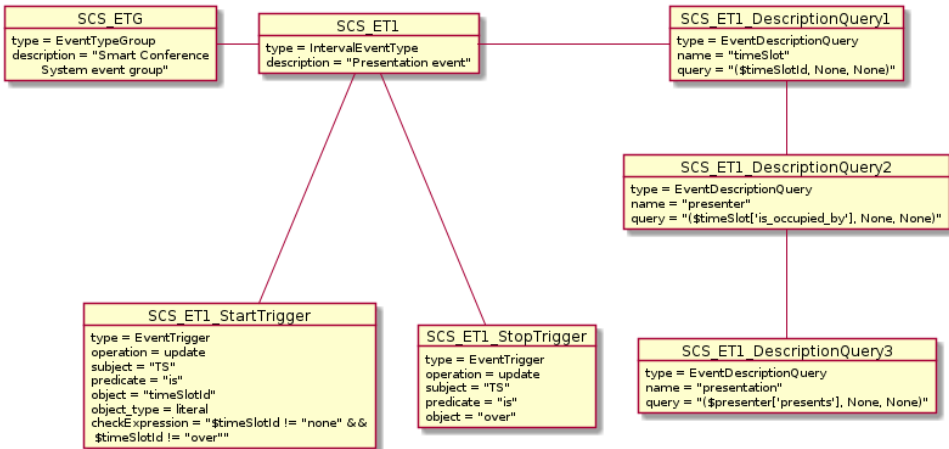 SCS_ETG
type = EventTypeGroup
description = "Smart Conference
System event group"
SCS_ET1
type = IntervalEventType
description = "Presentation event"
SCS_ET1_DescriptionQuery1
type = EventDescriptionQuery
name = "timeSlot"
query = "($timeSlotId, None, None)"
SCS_ET1_DescriptionQuery2
type = EventDescriptionQuery
name = "presenter"
query = "($timeSlot['is_occupied_by'], None, None)"
SCS_ET1_StartTrigger
type = EventTrigger
operation = update
subject = "TS"
predicate = "is"
object = "timeSlotId"
object_type = literal
checkExpression = "$timeSlotId != "none" &&
$timeSlotId != "over""
SCS_ET1_StopTrigger
type = EventTrigger
operation = update
subject = "TS"
predicate = "is"
object = "over"
SCS_ET1_DescriptionQuery3
type = EventDescriptionQuery
name = "presentation"
query = "($presenter['presents'], None, None)"